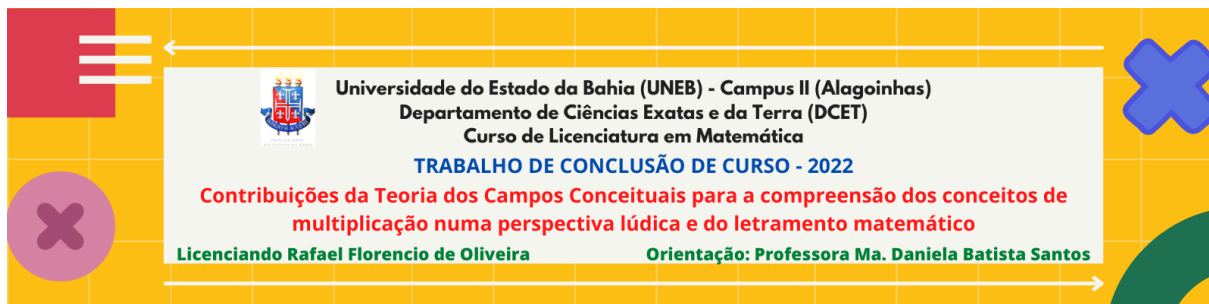 Universidade do Estado da Bahia (UNEB) - Campus II (Alagoinhas)
Departamento de Ciências Exatas e da Terra (DCET)
Curso de Licenciatura em Matemática
TRABALHO DE CONCLUSÃO DE CURSO - 2022
Contribuições da Teoria dos Campos Conceituais para a compreensão dos conceitos de
multiplicação numa perspectiva lúdica e do letramento matemático
Licenciando Rafael Florencio de Oliveira Orientação: Professora Ma. Daniela Batista Santos